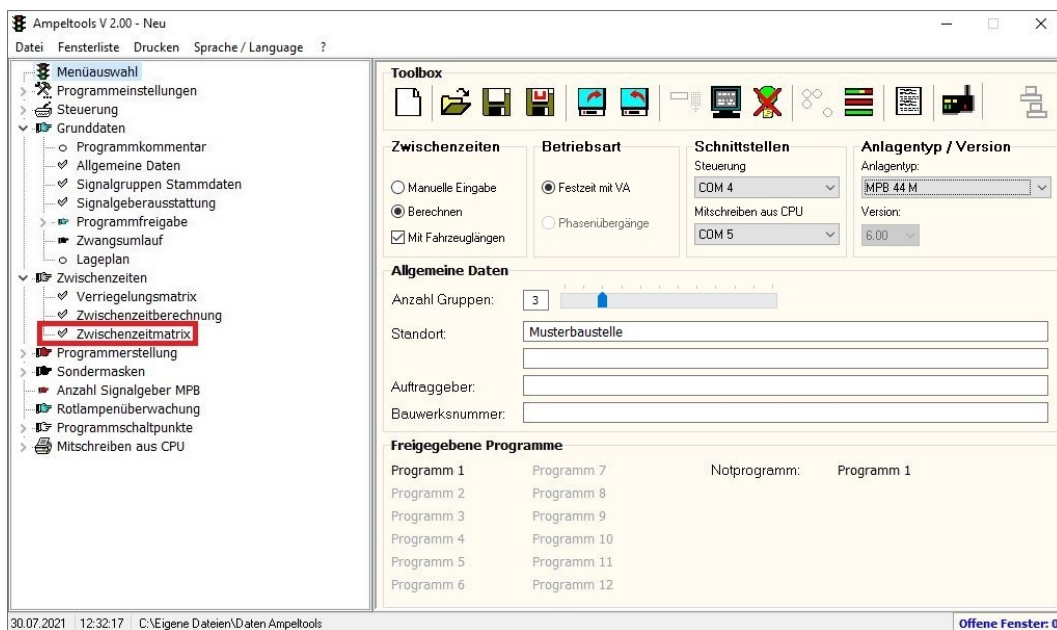 Ampeltools V 2.00 - Neu
Datei Fensterliste Drucken Sprache / Language ?
Menüauswahl
Programmeinstellungen
Steuerung
Grunddaten
Programmkommentar
Allgemeine Daten
Signalgruppen Stammdaten
Signalgeberausstattung
Programmfreigabe
Zwangsumlauf
Lageplan
Zwischenzeiten
Verriegelungsmatrix
Zwischenzeitberechnung
Zwischenzeitmatrix
Programmerstellung
Sondermasken
Anzahl Signalgeber MPB
Rotlampenüberwachung
Programmschaltpunkte
Mitschreiben aus CPU
Toolbox
Zwischenzeiten
Manuelle Eingabe
Berechnen
Mit Fahrzeuglängen
Betriebsart
Festzeit mit VA
Phasenübergänge
Schnittstellen
Steuerung
COM 4
Mitschreiben aus CPU
COM 5
Anlagentyp / Version
Anlagentyp:
MPB 44 M
Version:
6.00
Allgemeine Daten
Anzahl Gruppen: 3
Standort: Musterbaustelle
Auftraggeber:
Bauwerksnummer:
Freigegebene Programme
Programm 1 Programm 7 Notprogramm: Programm 1
Programm 2 Programm 8
Programm 3 Programm 9
Programm 4 Programm 10
Programm 5 Programm 11
Programm 6 Programm 12
30.07.2021 12:32:17 C:\Eigene Dateien\Daten Ampeltools Offene Fenster: 0